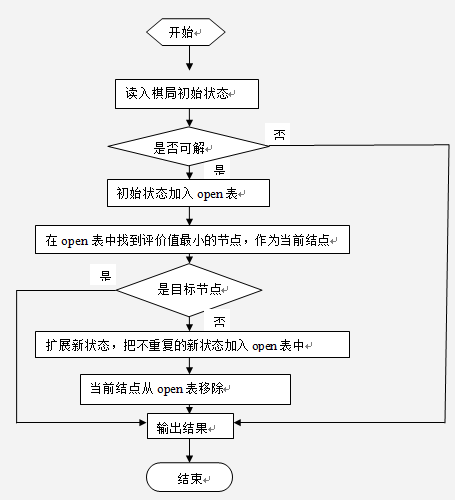 开始
读入棋局初始状态
否
是否可解
是
初始状态加入 open 表
在 open 表中找到评价值最小的节点，作为当前结点
是
是目标节点
否
扩展新状态，把不重复的新状态加入 open 表中
当前结点从 open 表移除
输出结果
结束